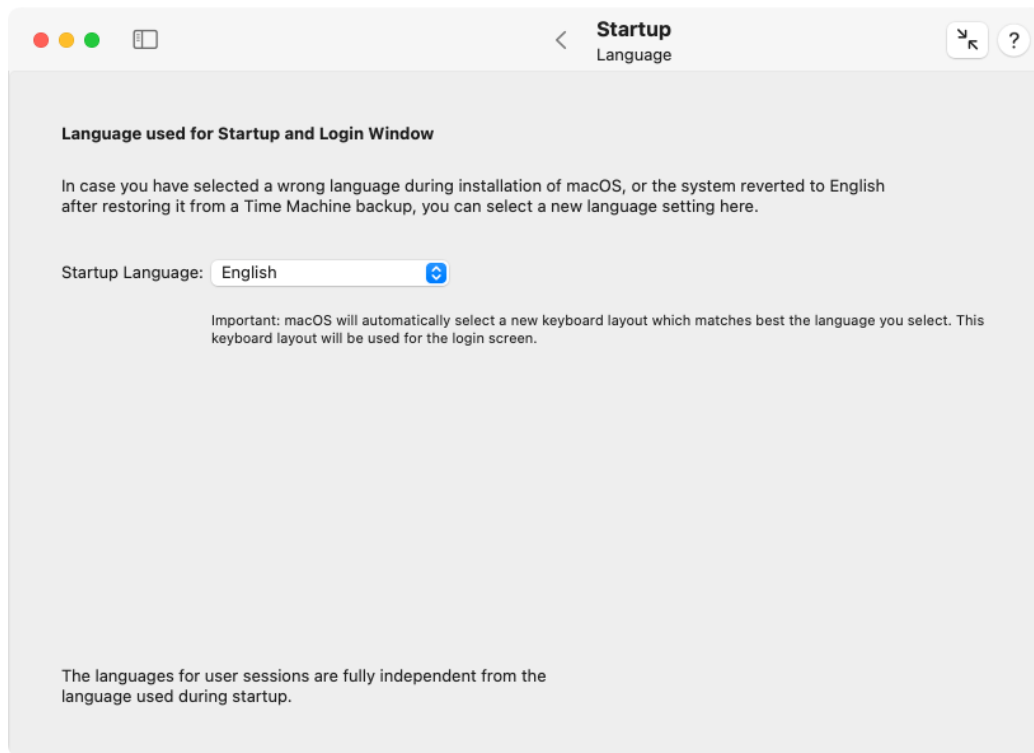 Startup
Language
?
Language used for Startup and Login Window
In case you have selected a wrong language during installation of macOS, or the system reverted to English
after restoring it from a Time Machine backup, you can select a new language setting here.
Startup Language: English
Important: macOS will automatically select a new keyboard layout which matches best the language you select. This
keyboard layout will be used for the login screen.
The languages for user sessions are fully independent from the
language used during startup.